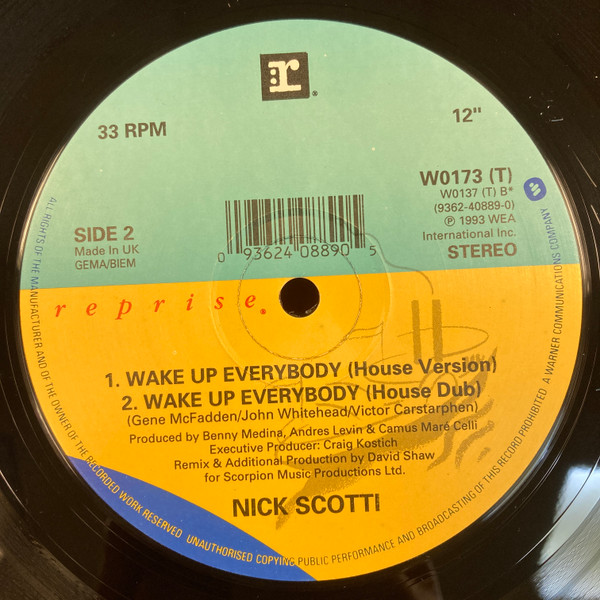 r
®
33 RPM
12"
W0173 (T)
W0137 (T) B*
(9362-40889-0)
℗ 1993 WEA
International Inc.
STEREO
SIDE 2
Made In UK
GEMA/BIEM
0 93624 08890 5
reprise®
1. WAKE UP EVERYBODY (House Version)
2. WAKE UP EVERYBODY (House Dub)
(Gene McFadden/John Whitehead/Victor Carstarphen)
Produced by Benny Medina, Andres Levin & Camus Maré Celli
Executive Producer: Craig Kostich
Remix & Additional Production by David Shaw
for Scorpion Music Productions Ltd.
NICK SCOTTI
ALL RIGHTS OF THE MANUFACTURER AND OF THE OWNER OF THE RECORDED WORK RESERVED UNAUTHORISED COPYING PUBLIC PERFORMANCE AND BROADCASTING OF THIS RECORD PROHIBITED A WARNER COMMUNICATIONS COMPANY